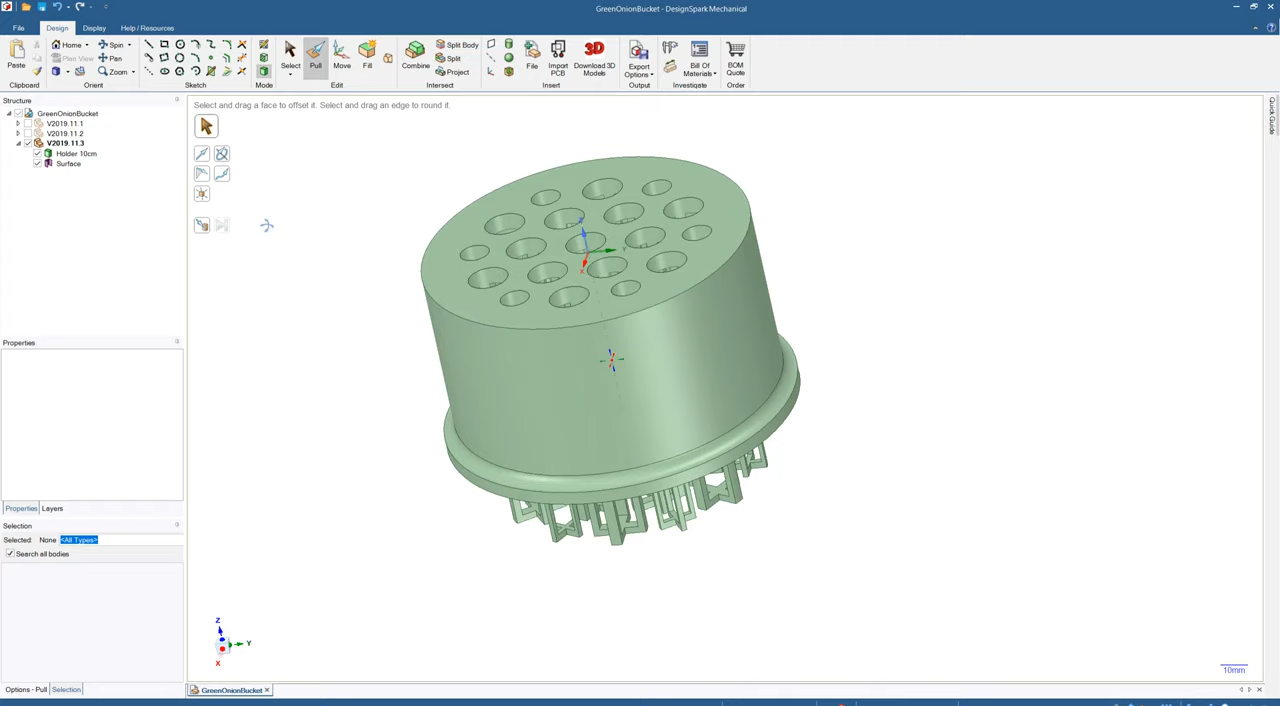 GreenOnionBucket - DesignSpark Mechanical
File Design Display Help / Resources
Home Spin Split Body
Paste Plan View Pan Select Pull Move Fill Combine Split File Import PCB Download 3D Models Export Options Bill Of Materials BOM Quote
Zoom Project
3D
Clipboard Orient Sketch Mode Edit Intersect Insert Output Investigate Order
Structure
Select and drag a face to offset it. Select and drag an edge to round it.
Quick Guide
GreenOnionBucket
V2019.11.1
V2019.11.2
V2019.11.3
Holder 10cm
Surface
Z
Y
X
Properties
Properties Layers
Selection
Selected: None <All Types>
Search all bodies
Z
Y
X
10mm
Options - Pull Selection
GreenOnionBucket